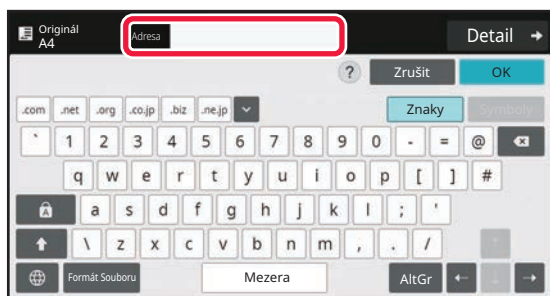 Originál
A4
Adresa
Detail
?
Zrušit
OK
.com .net .org .co.jp .biz .ne.jp
Znaky
Symboly
` 1 2 3 4 5 6 7 8 9 0 - = @
q w e r t y u i o p [ ] #
A a s d f g h j k l ; '
\ z x c v b n m , . /
Formát Souboru
Mezera
AltGr